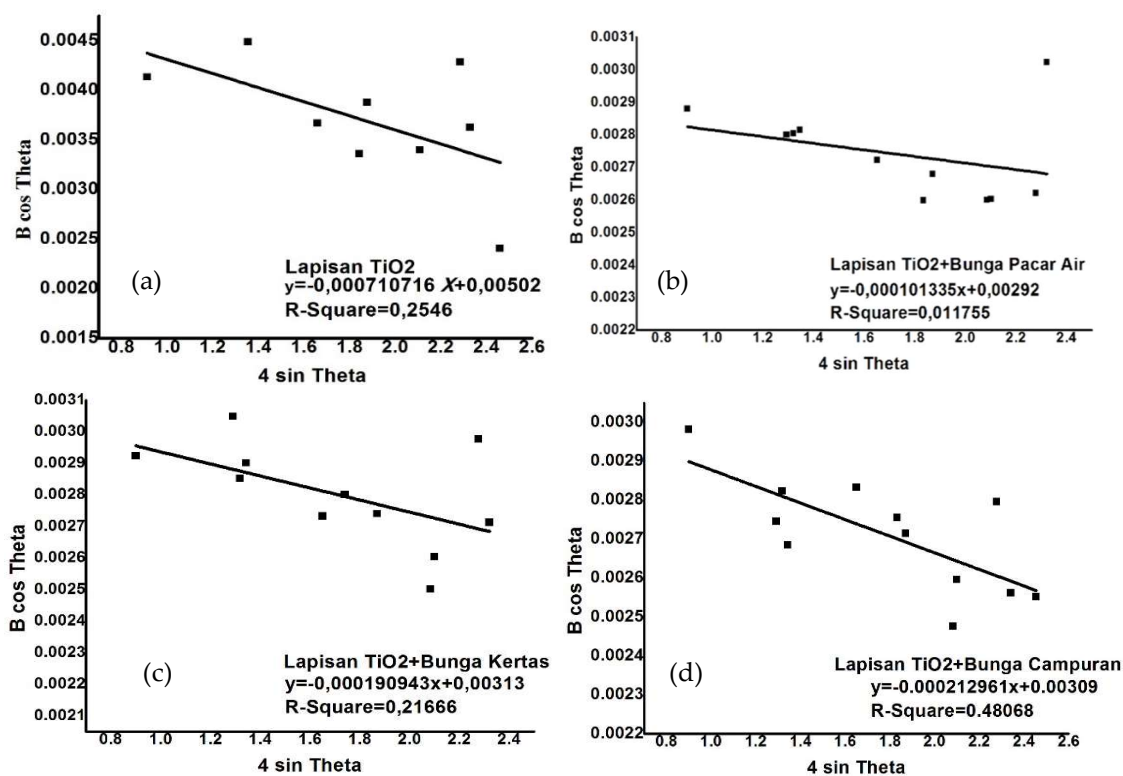 0.0045
0.0040
0.0035
0.0030
0.0025
0.0020
0.0015
B cos Theta
(a)
Lapisan TiO2
y=-0,000710716 X+0,00502
R-Square=0,2546
0.8 1.0 1.2 1.4 1.6 1.8 2.0 2.2 2.4 2.6
4 sin Theta
0.0031
0.0030
0.0029
0.0028
0.0027
0.0026
0.0025
0.0024
0.0023
0.0022
B cos Theta
(b)
Lapisan TiO2+Bunga Pacar Air
y=-0,000101335x+0,00292
R-Square=0,011755
0.8 1.0 1.2 1.4 1.6 1.8 2.0 2.2 2.4
4 sin Theta
0.0031
0.0030
0.0029
0.0028
0.0027
0.0026
0.0025
0.0024
0.0023
0.0022
0.0021
B cos Theta
(c)
Lapisan TiO2+Bunga Kertas
y=-0,000190943x+0,00313
R-Square=0,21666
0.8 1.0 1.2 1.4 1.6 1.8 2.0 2.2 2.4
4 sin Theta
0.0030
0.0029
0.0028
0.0027
0.0026
0.0025
0.0024
0.0023
0.0022
B cos Theta
(d)
Lapisan TiO2+Bunga Campuran
y=-0.000212961x+0.00309
R-Square=0.48068
0.8 1.0 1.2 1.4 1.6 1.8 2.0 2.2 2.4 2.6
4 sin Theta